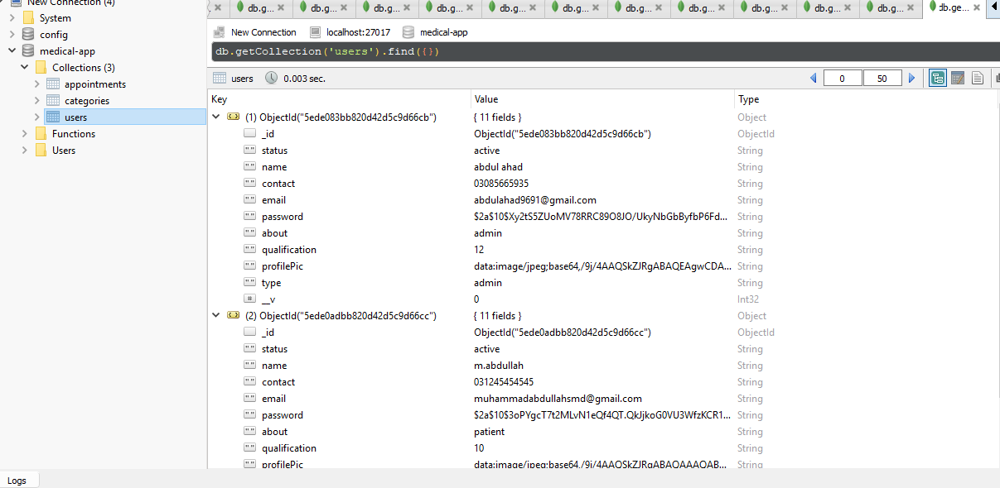 New Connection (4)
System
config
medical-app
Collections (3)
appointments
categories
users
Functions
Users
db.g... db.g... db.g... db.g... db.g... db.g... db.g... db.g... db.g... db.g... db.g... db.ge...
New Connection localhost:27017 medical-app
db.getCollection('users').find({})
users 0.003 sec. 0 50
Key Value Type
(1) ObjectId("5ede083bb820d42d5c9d66cb") { 11 fields } Object
_id ObjectId("5ede083bb820d42d5c9d66cb") ObjectId
status active String
name abdul ahad String
contact 03085665935 String
email abdulahad9691@gmail.com String
password $2a$10$Xy2tS5ZUoMV78RRC89O8JO/UkyNbGbByfbP6Fd... String
about admin String
qualification 12 String
profilePic data:image/jpeg;base64,/9j/4AAQSkZJRgABAQEAgwCDA... String
type admin String
__v 0 Int32
(2) ObjectId("5ede0adbb820d42d5c9d66cc") { 11 fields } Object
_id ObjectId("5ede0adbb820d42d5c9d66cc") ObjectId
status active String
name m.abdullah String
contact 031245454545 String
email muhammadabdullahsmd@gmail.com String
password $2a$10$3oPYgcT7t2MLvN1eQf4QT.QkJjkoG0VU3WfzKCR1... String
about patient String
qualification 10 String
profilePic data:image/jpeg;base64,/9j/4AAQSkZJRgABAQAAAQAB... String
Logs